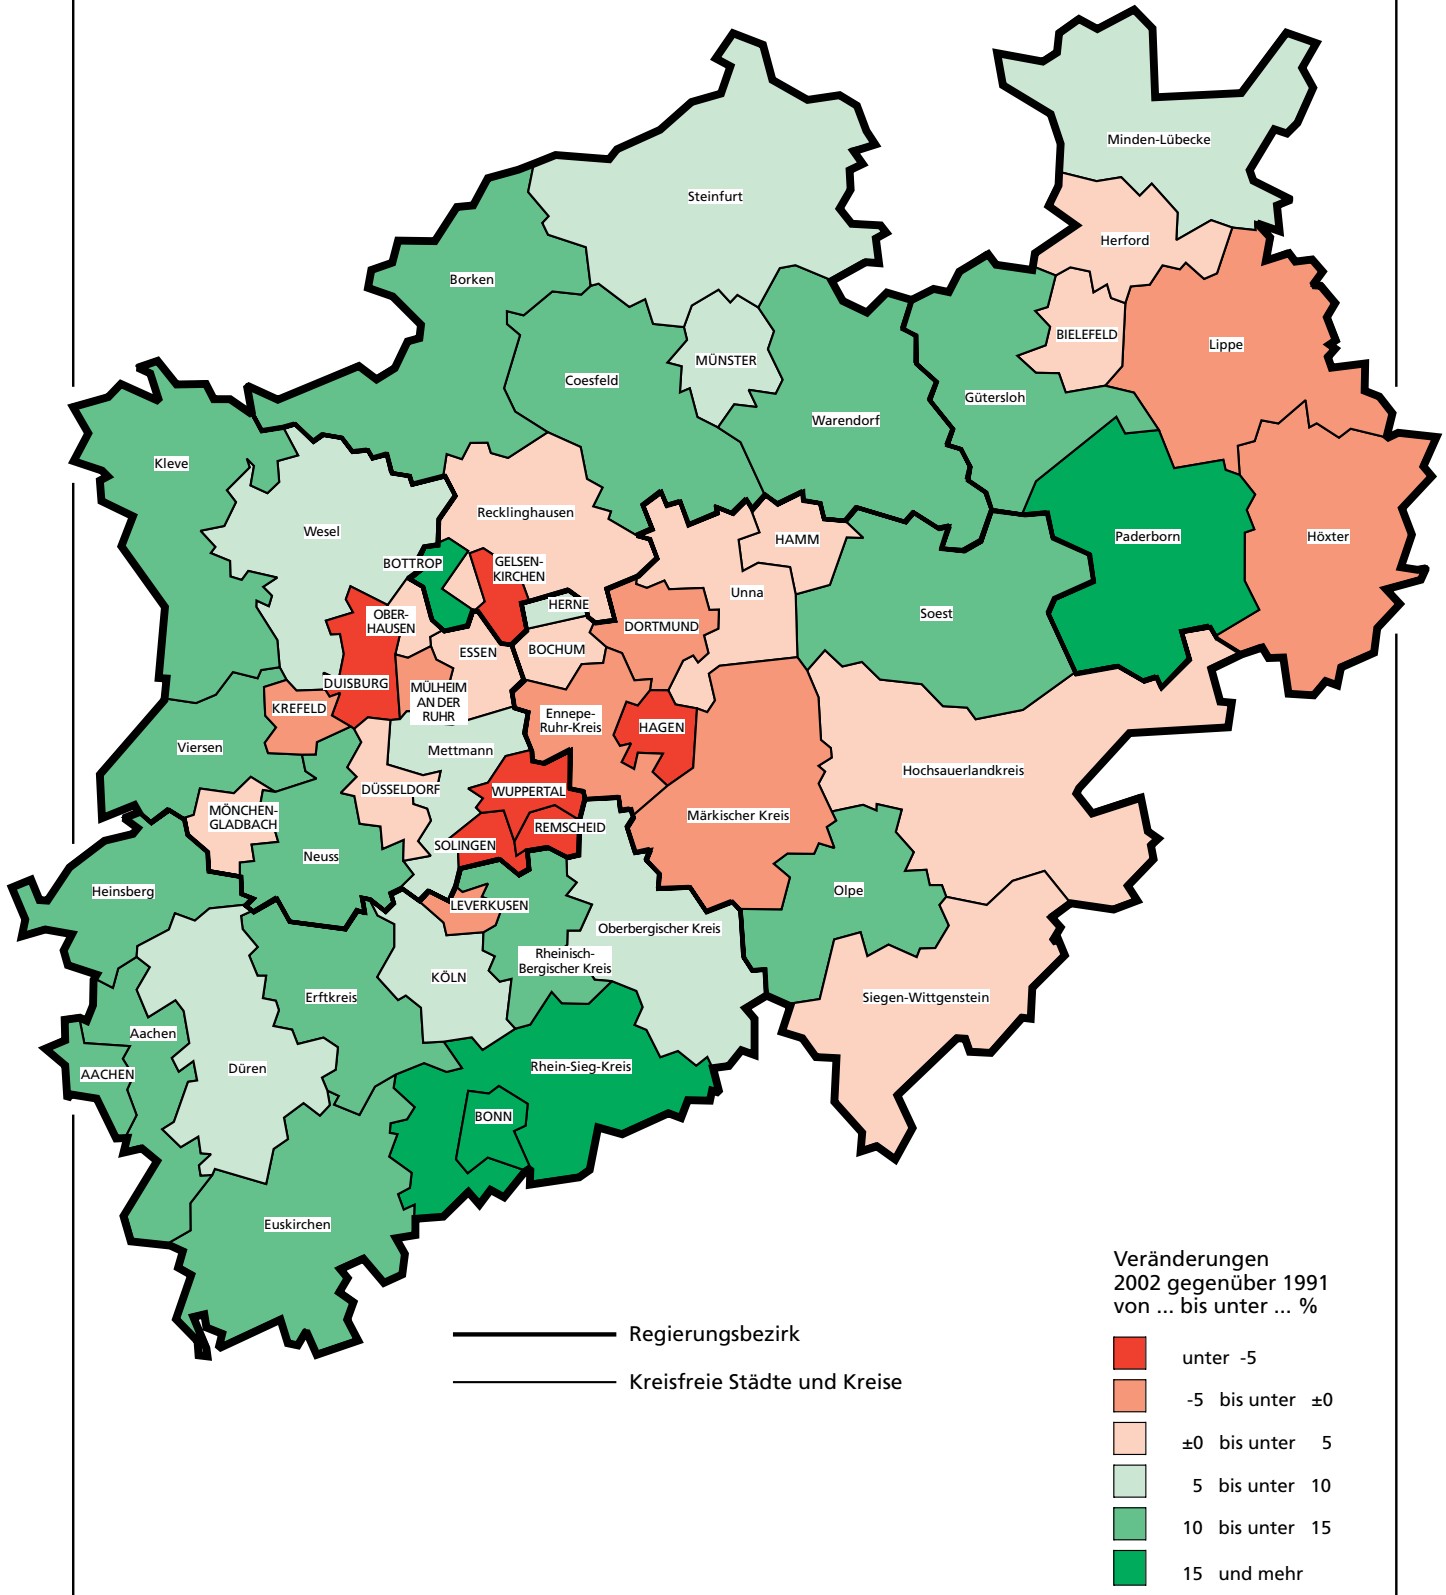 Minden-Lübecke
Steinfurt
Herford
Borken
BIELEFELD
Lippe
MÜNSTER
Coesfeld
Gütersloh
Warendorf
Kleve
Recklinghausen
Wesel
HAMM
Paderborn
Höxter
BOTTROP
GELSEN-
KIRCHEN
Unna
HERNE
Soest
OBER-
HAUSEN
DORTMUND
ESSEN
BOCHUM
DUISBURG
MÜLHEIM
AN DER
RUHR
KREFELD
Ennepe-
Ruhr-Kreis
HAGEN
Viersen
Mettmann
Hochsauerlandkreis
DÜSSELDORF
WUPPERTAL
MÖNCHEN-
GLADBACH
Märkischer Kreis
REMSCHEID
SOLINGEN
Neuss
Heinsberg
Olpe
LEVERKUSEN
Oberbergischer Kreis
Rheinisch-
Bergischer Kreis
KÖLN
Erftkreis
Siegen-Wittgenstein
Aachen
Düren
Rhein-Sieg-Kreis
AACHEN
BONN
Euskirchen
Veränderungen
2002 gegenüber 1991
von ... bis unter ... %
Regierungsbezirk
Kreisfreie Städte und Kreise
unter -5
-5 bis unter ±0
±0 bis unter 5
5 bis unter 10
10 bis unter 15
15 und mehr